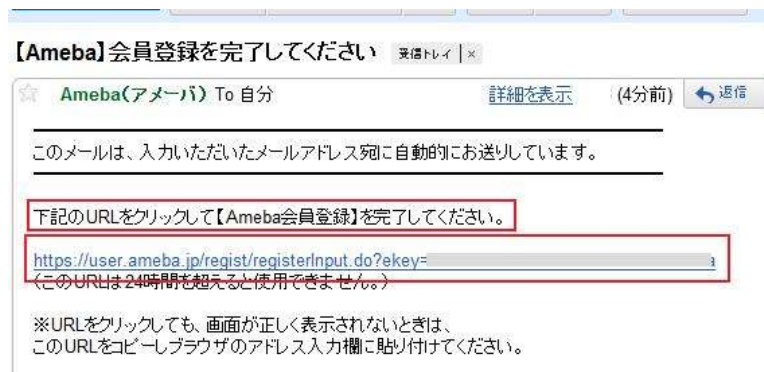 【Ameba】会員登録を完了してください 受信トレイ | ×
Ameba(アメーバ) To 自分 詳細を表示 (4分前) 返信
このメールは、入力いただいたメールアドレス宛に自動的にお送りしています。
下記のURLをクリックして【Ameba会員登録】を完了してください。
https://user.ameba.jp/regist/registerInput.do?ekey= a
(このURLは24時間を超えると使用できません。)
※URLをクリックしても、画面が正しく表示されないときは、
このURLをコピーしブラウザのアドレス入力欄に貼り付けてください。